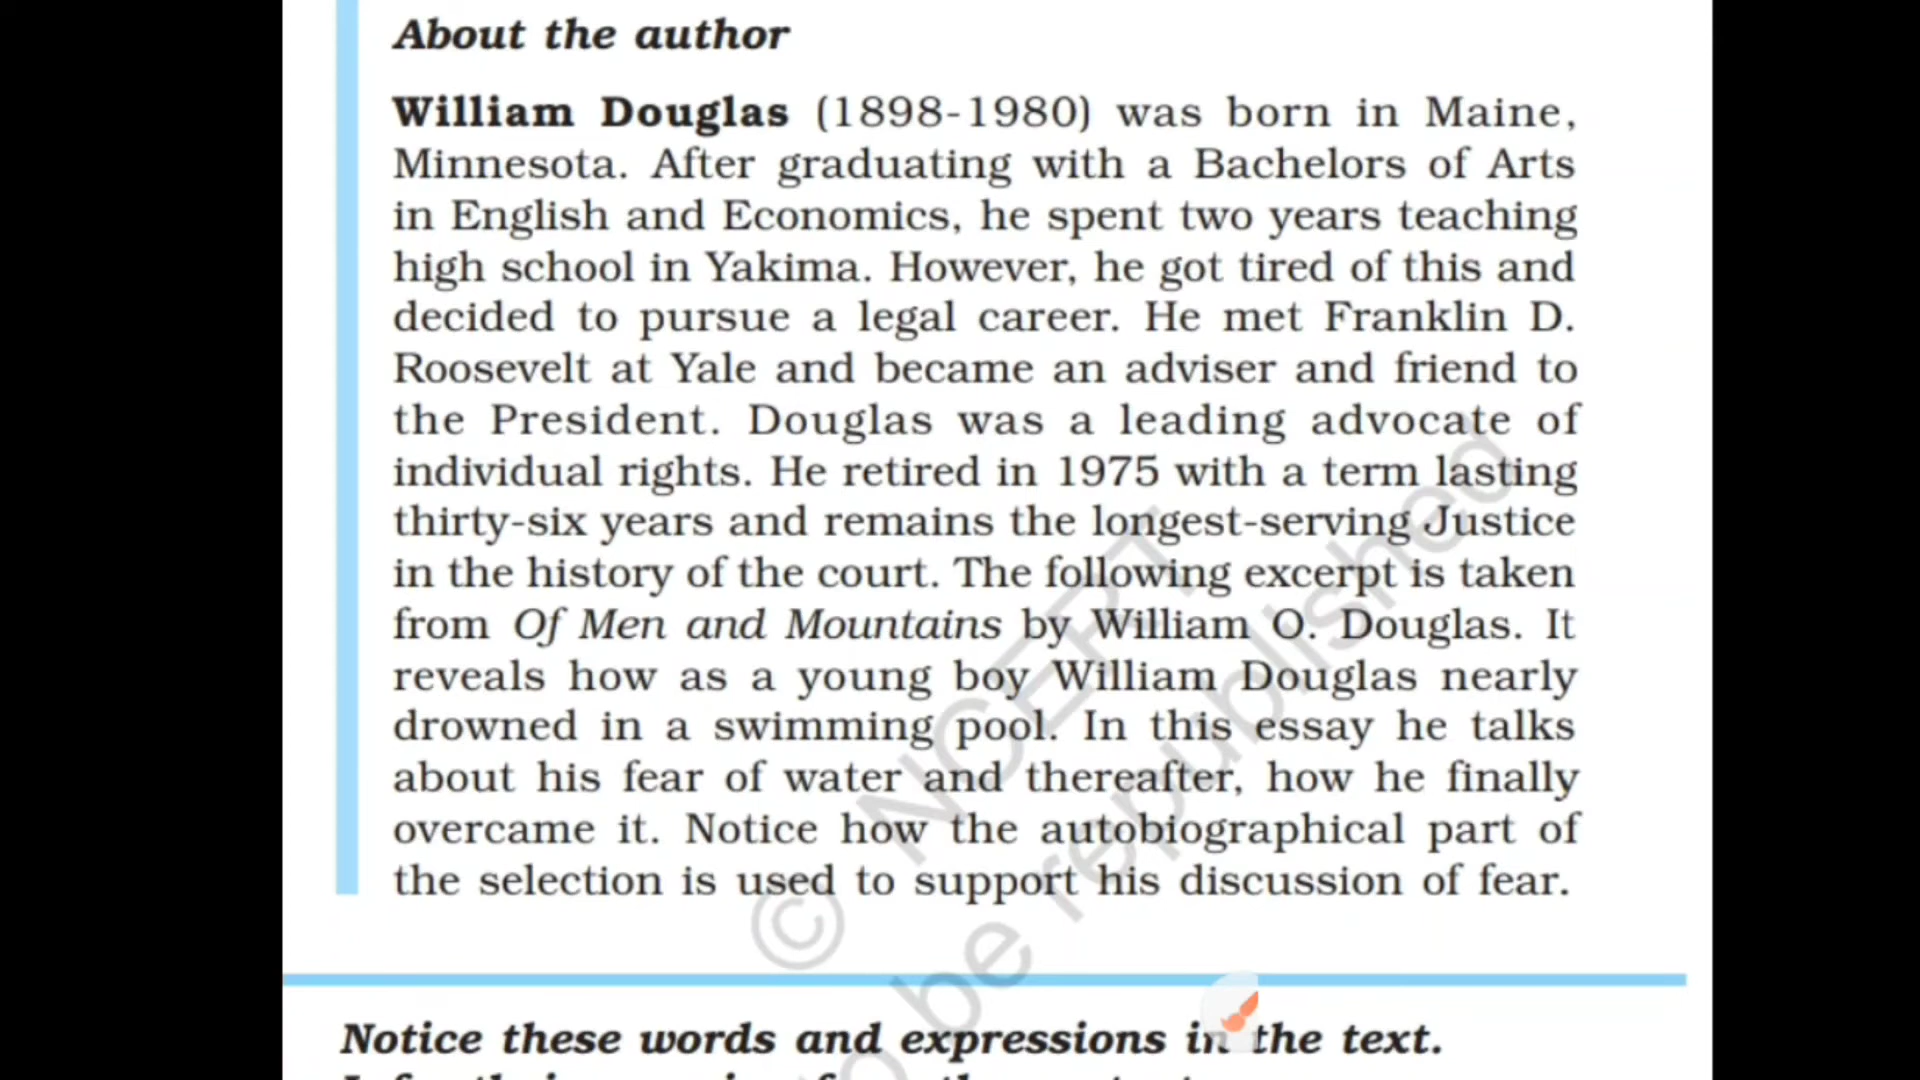 About the author
William Douglas (1898-1980) was born in Maine,
Minnesota. After graduating with a Bachelors of Arts
in English and Economics, he spent two years teaching
high school in Yakima. However, he got tired of this and
decided to pursue a legal career. He met Franklin D.
Roosevelt at Yale and became an adviser and friend to
the President. Douglas was a leading advocate of
individual rights. He retired in 1975 with a term lasting
thirty-six years and remains the longest-serving Justice
in the history of the court. The following excerpt is taken
from Of Men and Mountains by William O. Douglas. It
reveals how as a young boy William Douglas nearly
drowned in a swimming pool. In this essay he talks
about his fear of water and thereafter, how he finally
overcame it. Notice how the autobiographical part of
the selection is used to support his discussion of fear.
© NCERT
be republished
Notice these words and expressions in the text.